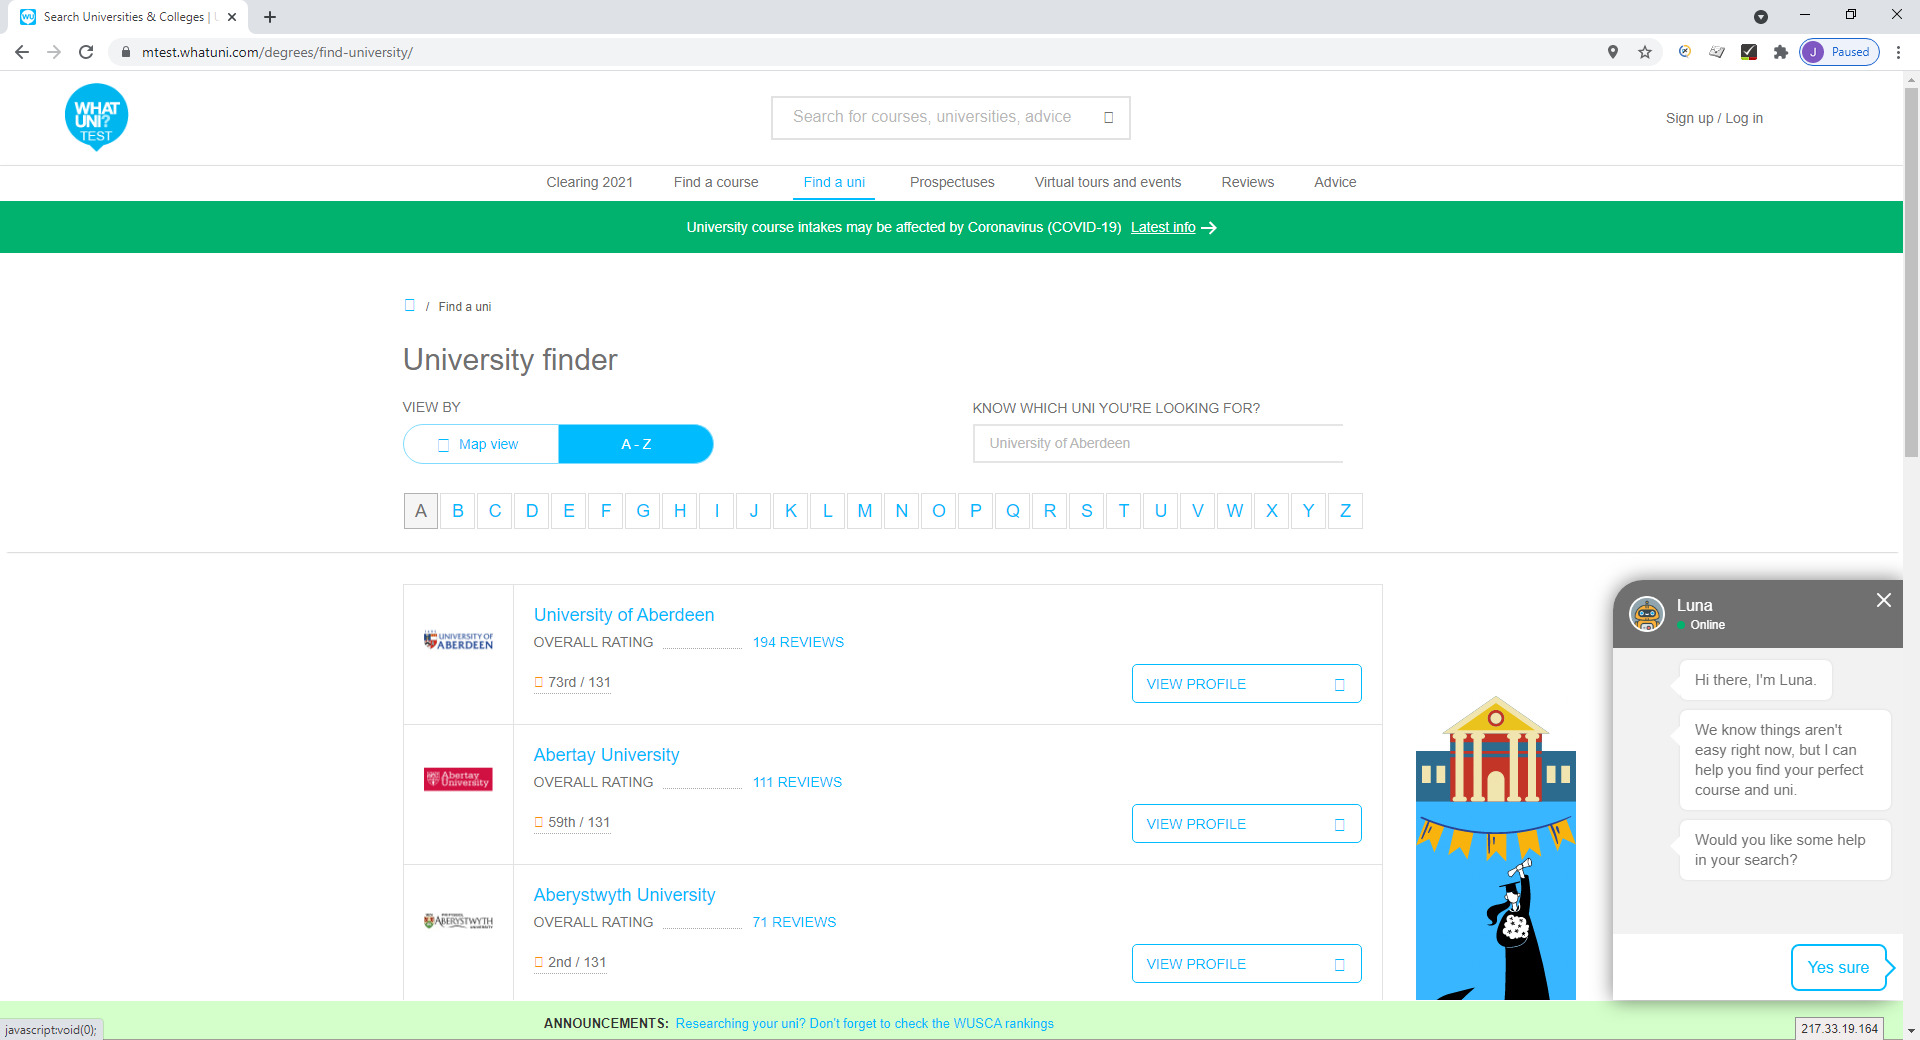 Search Universities & Colleges | U
mtest.whatuni.com/degrees/find-university/
J Paused
WHAT
UNI?
TEST
Search for courses, universities, advice
Sign up / Log in
Clearing 2021 Find a course Find a uni Prospectuses Virtual tours and events Reviews Advice
University course intakes may be affected by Coronavirus (COVID-19) Latest info
/ Find a uni
University finder
VIEW BY
Map view A - Z
KNOW WHICH UNI YOU'RE LOOKING FOR?
University of Aberdeen
A B C D E F G H I J K L M N O P Q R S T U V W X Y Z
UNIVERSITY OF
ABERDEEN
University of Aberdeen
OVERALL RATING 194 REVIEWS
73rd / 131
VIEW PROFILE
Abertay
University
Abertay University
OVERALL RATING 111 REVIEWS
59th / 131
VIEW PROFILE
ABERYSTWYTH
UNIVERSITY
Aberystwyth University
OVERALL RATING 71 REVIEWS
2nd / 131
VIEW PROFILE
Luna
Online
Hi there, I'm Luna.
We know things aren't
easy right now, but I can
help you find your perfect
course and uni.
Would you like some help
in your search?
Yes sure
ANNOUNCEMENTS: Researching your uni? Don't forget to check the WUSCA rankings
javascript:void(0);
217.33.19.164